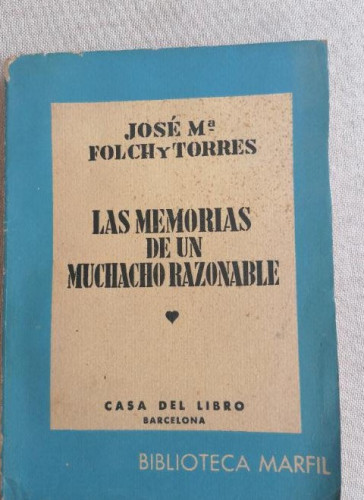 JOSÉ Mª
FOLCH Y TORRES
LAS MEMORIAS
DE UN
MUCHACHO RAZONABLE
CASA DEL LIBRO
BARCELONA
BIBLIOTECA MARFIL